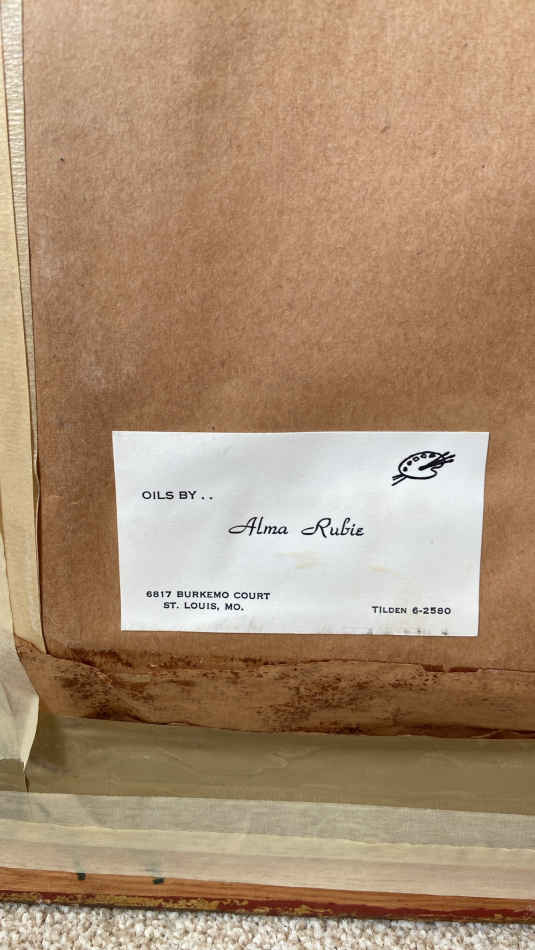 OILS BY . .
Alma Rubie
6817 BURKEMO COURT
ST. LOUIS, MO.
TILDEN 6-2580